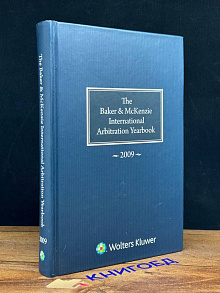 The Baker & McKenzie International Arbitration Yearbook
2009
The
Baker & McKenzie
International
Arbitration Yearbook
~ 2009 ~
Wolters Kluwer
КНИГОЕД